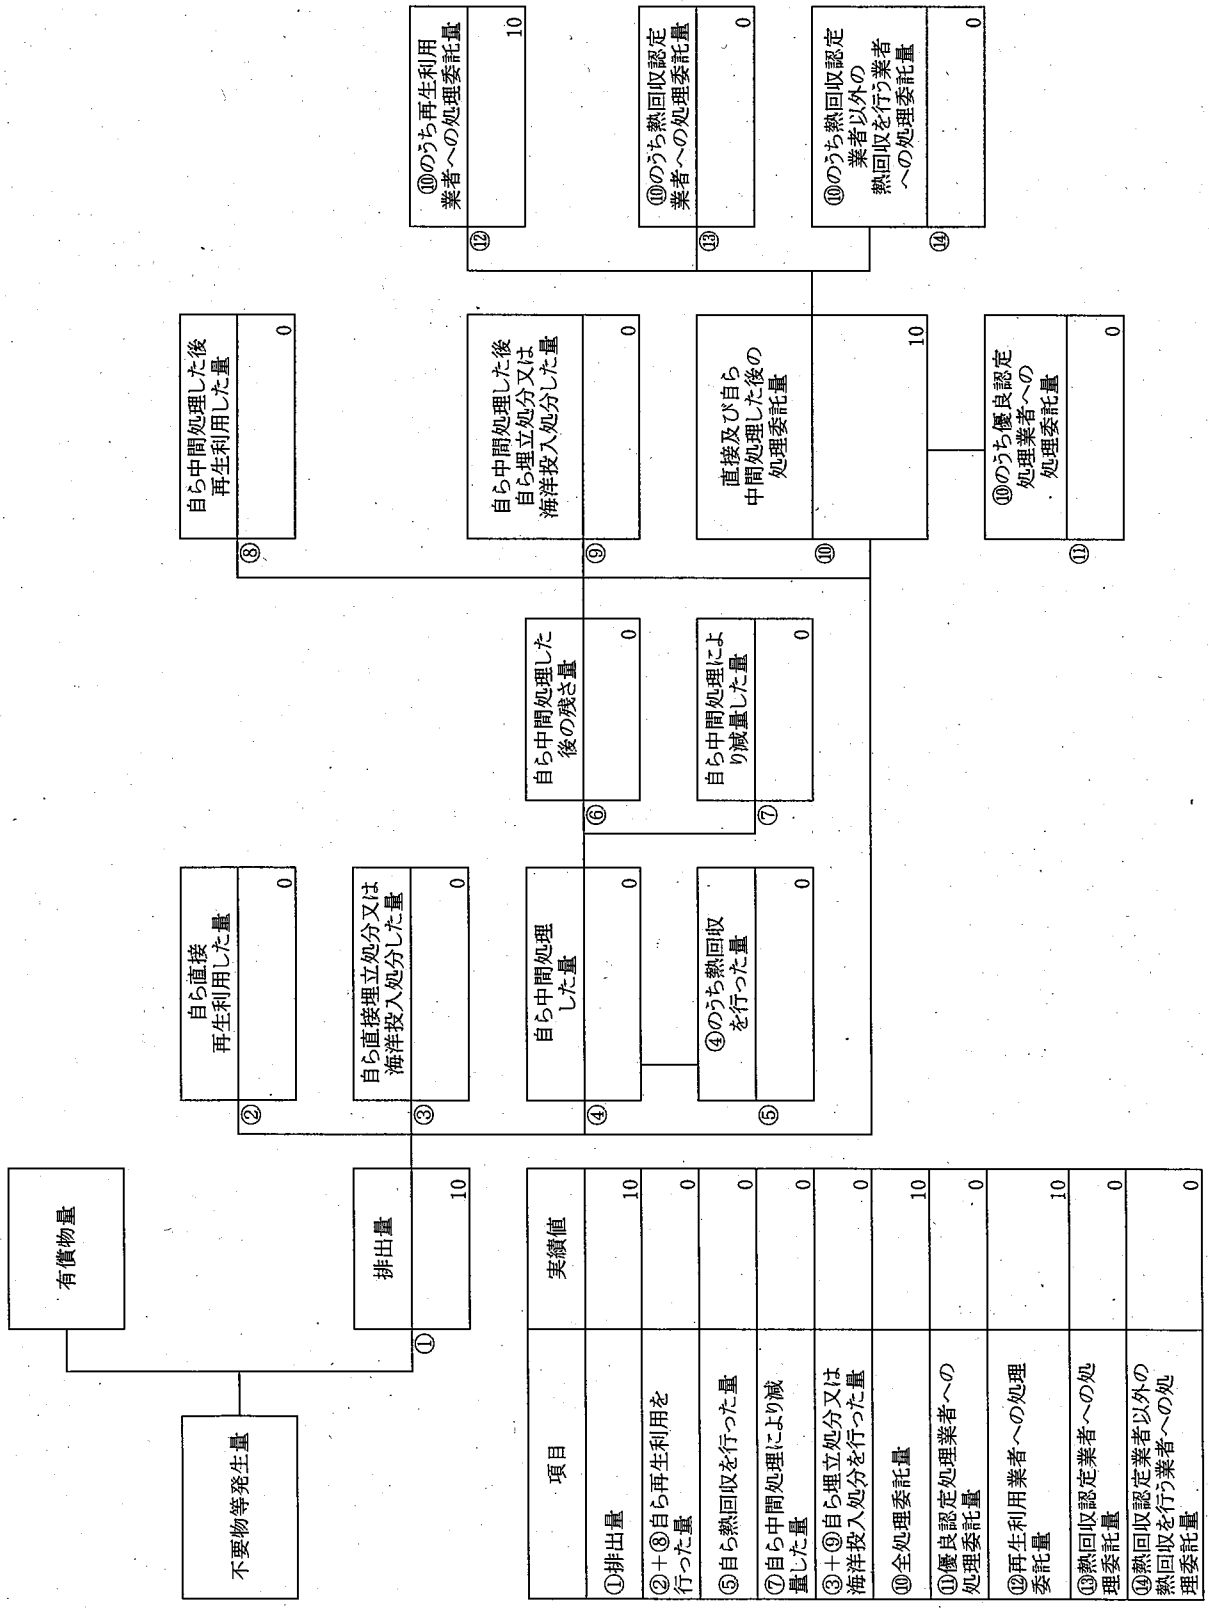 不要物等発生量
有償物量
排出量
①
10
自ら直接
再生利用した量
②
0
自ら直接埋立処分又は
海洋投入処分した量
③
0
自ら中間処理
した量
④
0
④のうち熱回収
を行った量
⑤
0
自ら中間処理した
後の残さ量
⑥
0
自ら中間処理によ
り減量した量
⑦
0
自ら中間処理した後
再生利用した量
⑧
0
自ら中間処理した後
自ら埋立処分又は
海洋投入処分した量
⑨
0
直接及び自ら
中間処理した後の
処理委託量
⑩
10
⑩のうち優良認定
処理業者への
処理委託量
⑪
0
⑩のうち再生利用
業者への処理委託量
⑫
10
⑩のうち熱回収認定
業者への処理委託量
⑬
0
⑩のうち熱回収認定
業者以外の
熱回収を行う業者
への処理委託量
⑭
0
項目 実績値
①排出量 10
②+⑧自ら再生利用を
行った量 0
⑤自ら熱回収を行った量 0
⑦自ら中間処理により減
量した量 0
③+⑨自ら埋立処分又は
海洋投入処分を行った量 0
⑩全処理委託量 10
⑪優良認定処理業者への
処理委託量 0
⑫再生利用業者への処理
委託量 10
⑬熱回収認定業者への処
理委託量 0
⑭熱回収認定業者以外の
熱回収を行う業者への処
理委託量 0